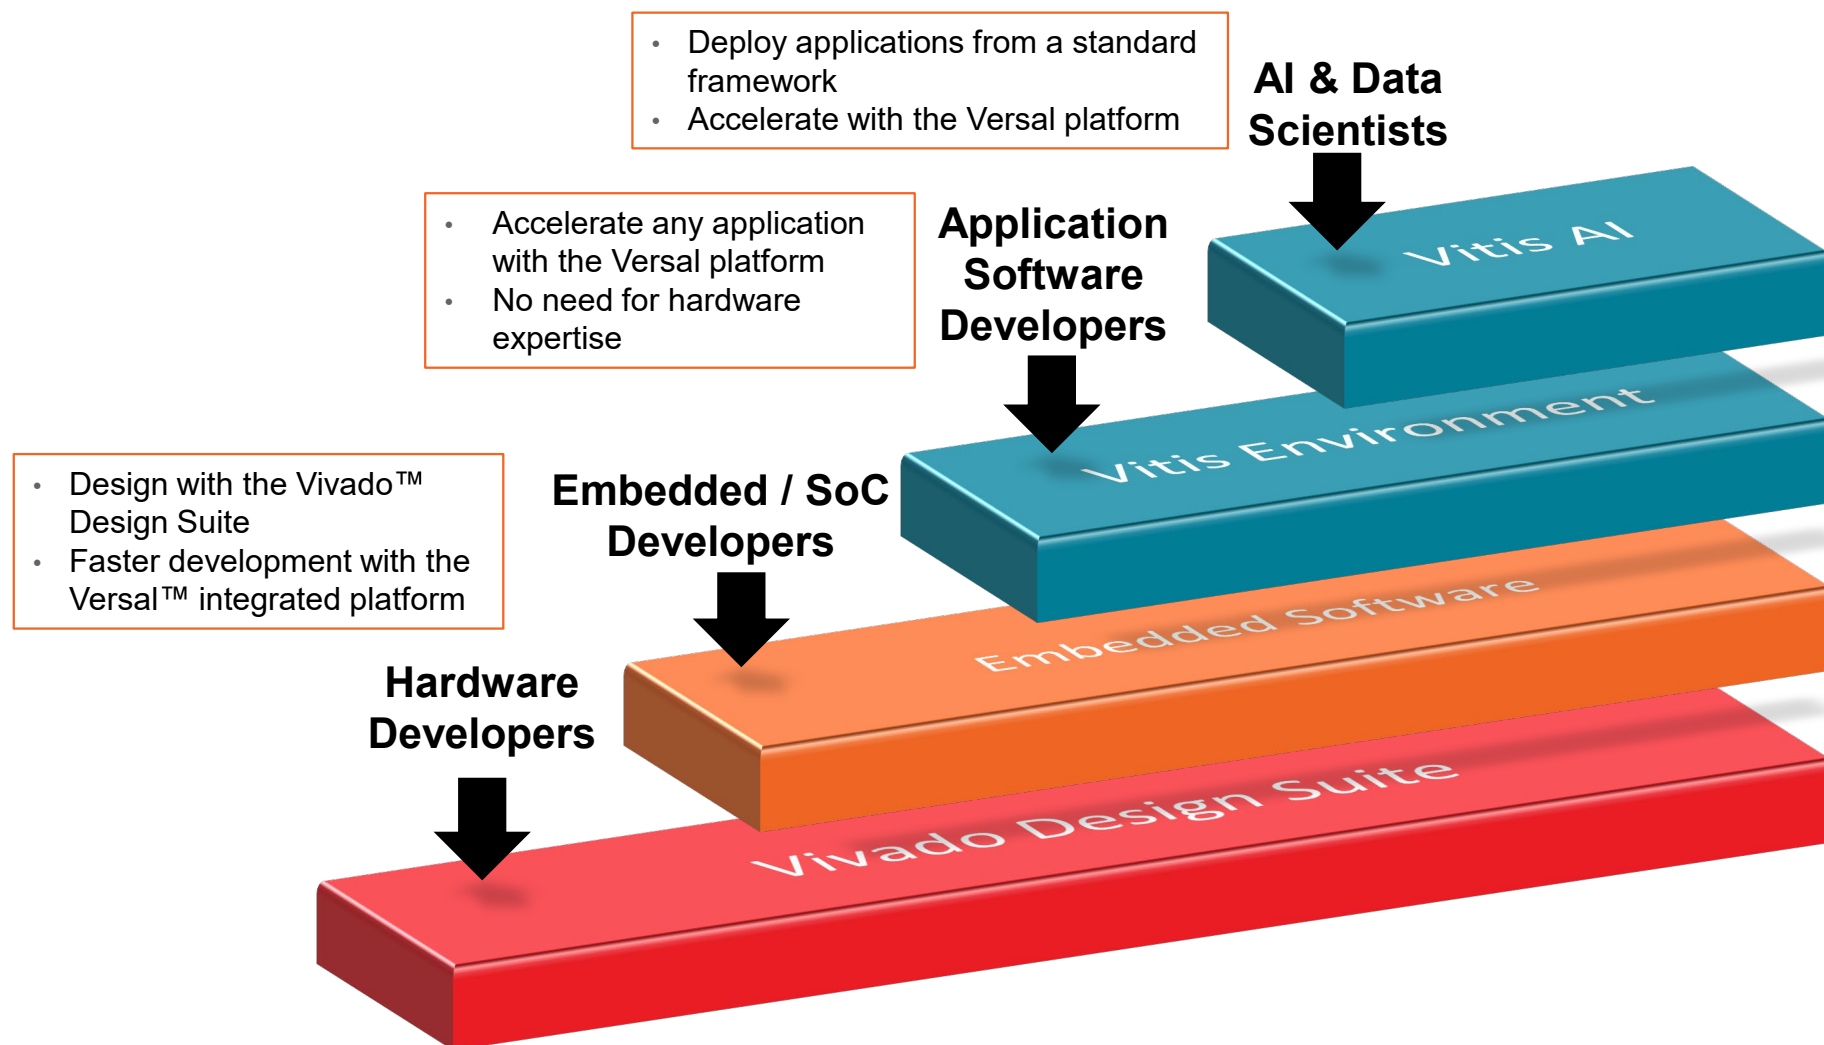 • Deploy applications from a standard
framework
• Accelerate with the Versal platform
AI & Data
Scientists
Vitis AI
• Accelerate any application
with the Versal platform
• No need for hardware
expertise
Application
Software
Developers
Vitis Environment
• Design with the Vivado™
Design Suite
• Faster development with the
Versal™ integrated platform
Embedded / SoC
Developers
Embedded Software
Hardware
Developers
Vivado Design Suite